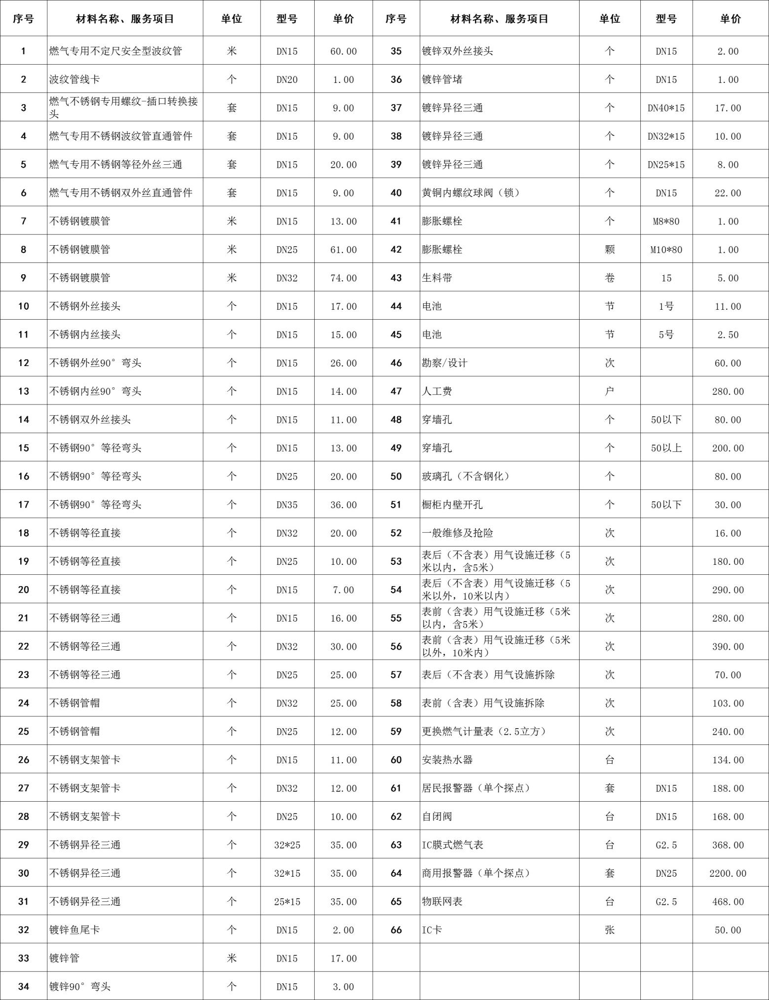 序号 材料名称、服务项目 单位 型号 单价 序号 材料名称、服务项目 单位 型号 单价
1 燃气专用不定尺安全型波纹管 米 DN15 60.00 35 镀锌双外丝接头 个 DN15 2.00
2 波纹管线卡 个 DN20 1.00 36 镀锌管堵 个 DN15 1.00
3 燃气不锈钢专用螺纹-插口转换接
头 套 DN15 9.00 37 镀锌异径三通 个 DN40*15 17.00
4 燃气专用不锈钢波纹管直通管件 套 DN15 9.00 38 镀锌异径三通 个 DN32*15 10.00
5 燃气专用不锈钢等径外丝三通 套 DN15 20.00 39 镀锌异径三通 个 DN25*15 8.00
6 燃气专用不锈钢双外丝直通管件 套 DN15 9.00 40 黄铜内螺纹球阀（锁） 个 DN15 22.00
7 不锈钢镀膜管 米 DN15 13.00 41 膨胀螺栓 个 M8*80 1.00
8 不锈钢镀膜管 米 DN25 61.00 42 膨胀螺栓 颗 M10*80 1.00
9 不锈钢镀膜管 米 DN32 74.00 43 生料带 卷 15 5.00
10 不锈钢外丝接头 个 DN15 17.00 44 电池 节 1号 11.00
11 不锈钢内丝接头 个 DN15 15.00 45 电池 节 5号 2.50
12 不锈钢外丝90°弯头 个 DN15 26.00 46 勘察/设计 次 60.00
13 不锈钢内丝90°弯头 个 DN15 14.00 47 人工费 户 280.00
14 不锈钢双外丝接头 个 DN15 11.00 48 穿墙孔 个 50以下 80.00
15 不锈钢90°等径弯头 个 DN15 13.00 49 穿墙孔 个 50以上 200.00
16 不锈钢90°等径弯头 个 DN25 20.00 50 玻璃孔（不含钢化） 个 80.00
17 不锈钢90°等径弯头 个 DN35 36.00 51 橱柜内壁开孔 个 50以下 30.00
18 不锈钢等径直接 个 DN32 20.00 52 一般维修及抢险 次 16.00
19 不锈钢等径直接 个 DN25 10.00 53 表后（不含表）用气设施迁移（5
米以内，含5米） 次 180.00
20 不锈钢等径直接 个 DN15 7.00 54 表后（不含表）用气设施迁移（5
米以外，10米以内） 次 290.00
21 不锈钢等径三通 个 DN15 16.00 55 表前（含表）用气设施迁移（5米
以内，含5米） 次 280.00
22 不锈钢等径三通 个 DN32 30.00 56 表前（含表）用气设施迁移（5米
以外，10米内） 次 390.00
23 不锈钢等径三通 个 DN25 25.00 57 表后（不含表）用气设施拆除 次 70.00
24 不锈钢管帽 个 DN32 25.00 58 表前（含表）用气设施拆除 次 103.00
25 不锈钢管帽 个 DN25 12.00 59 更换燃气计量表（2.5立方） 次 240.00
26 不锈钢支架管卡 个 DN15 11.00 60 安装热水器 台 134.00
27 不锈钢支架管卡 个 DN32 12.00 61 居民报警器（单个探点） 套 DN15 188.00
28 不锈钢支架管卡 个 DN25 10.00 62 自闭阀 台 DN15 168.00
29 不锈钢异径三通 个 32*25 35.00 63 IC膜式燃气表 台 G2.5 368.00
30 不锈钢异径三通 个 32*15 35.00 64 商用报警器（单个探点） 套 DN25 2200.00
31 不锈钢异径三通 个 25*15 35.00 65 物联网表 台 G2.5 468.00
32 镀锌鱼尾卡 个 DN15 2.00 66 IC卡 张 50.00
33 镀锌管 米 DN15 17.00
34 镀锌90°弯头 个 DN15 3.00